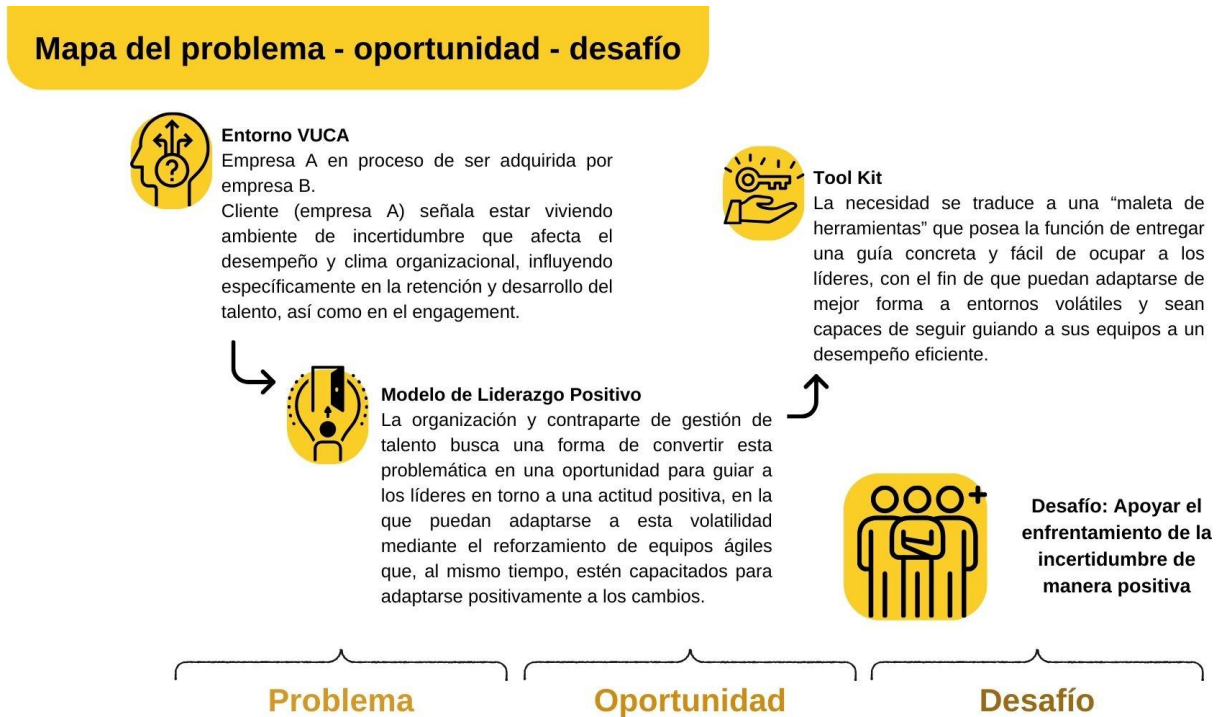 Mapa del problema - oportunidad - desafío
Entorno VUCA
Empresa A en proceso de ser adquirida por
empresa B.
Cliente (empresa A) señala estar viviendo
ambiente de incertidumbre que afecta el
desempeño y clima organizacional, influyendo
específicamente en la retención y desarrollo del
talento, así como en el engagement.
Modelo de Liderazgo Positivo
La organización y contraparte de gestión de
talento busca una forma de convertir esta
problemática en una oportunidad para guiar a
los líderes en torno a una actitud positiva, en la
que puedan adaptarse a esta volatilidad
mediante el reforzamiento de equipos ágiles
que, al mismo tiempo, estén capacitados para
adaptarse positivamente a los cambios.
Tool Kit
La necesidad se traduce a una “maleta de
herramientas” que posea la función de entregar
una guía concreta y fácil de ocupar a los
líderes, con el fin de que puedan adaptarse de
mejor forma a entornos volátiles y sean
capaces de seguir guiando a sus equipos a un
desempeño eficiente.
Desafío: Apoyar el
enfrentamiento de la
incertidumbre de
manera positiva
Problema
Oportunidad
Desafío